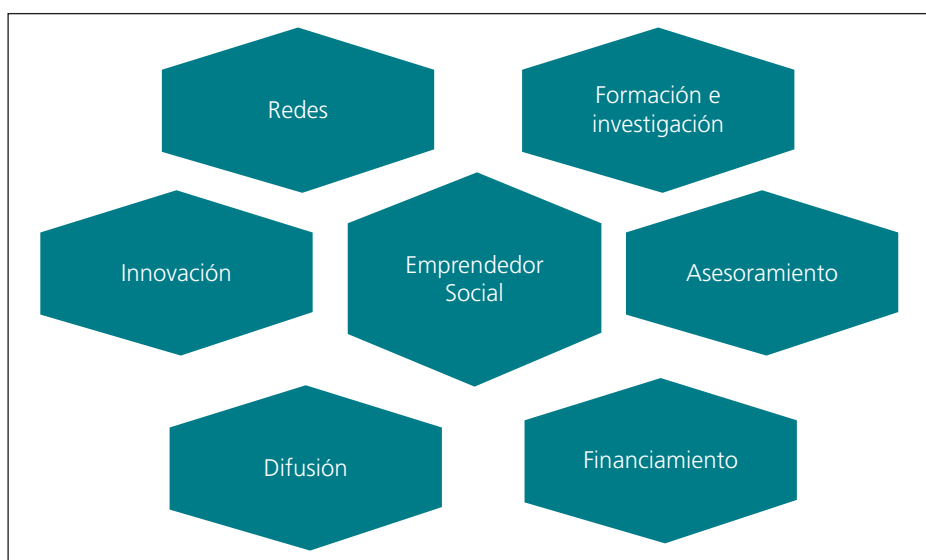 Redes
Formación e
investigación
Innovación
Emprendedor
Social
Asesoramiento
Difusión
Financiamiento